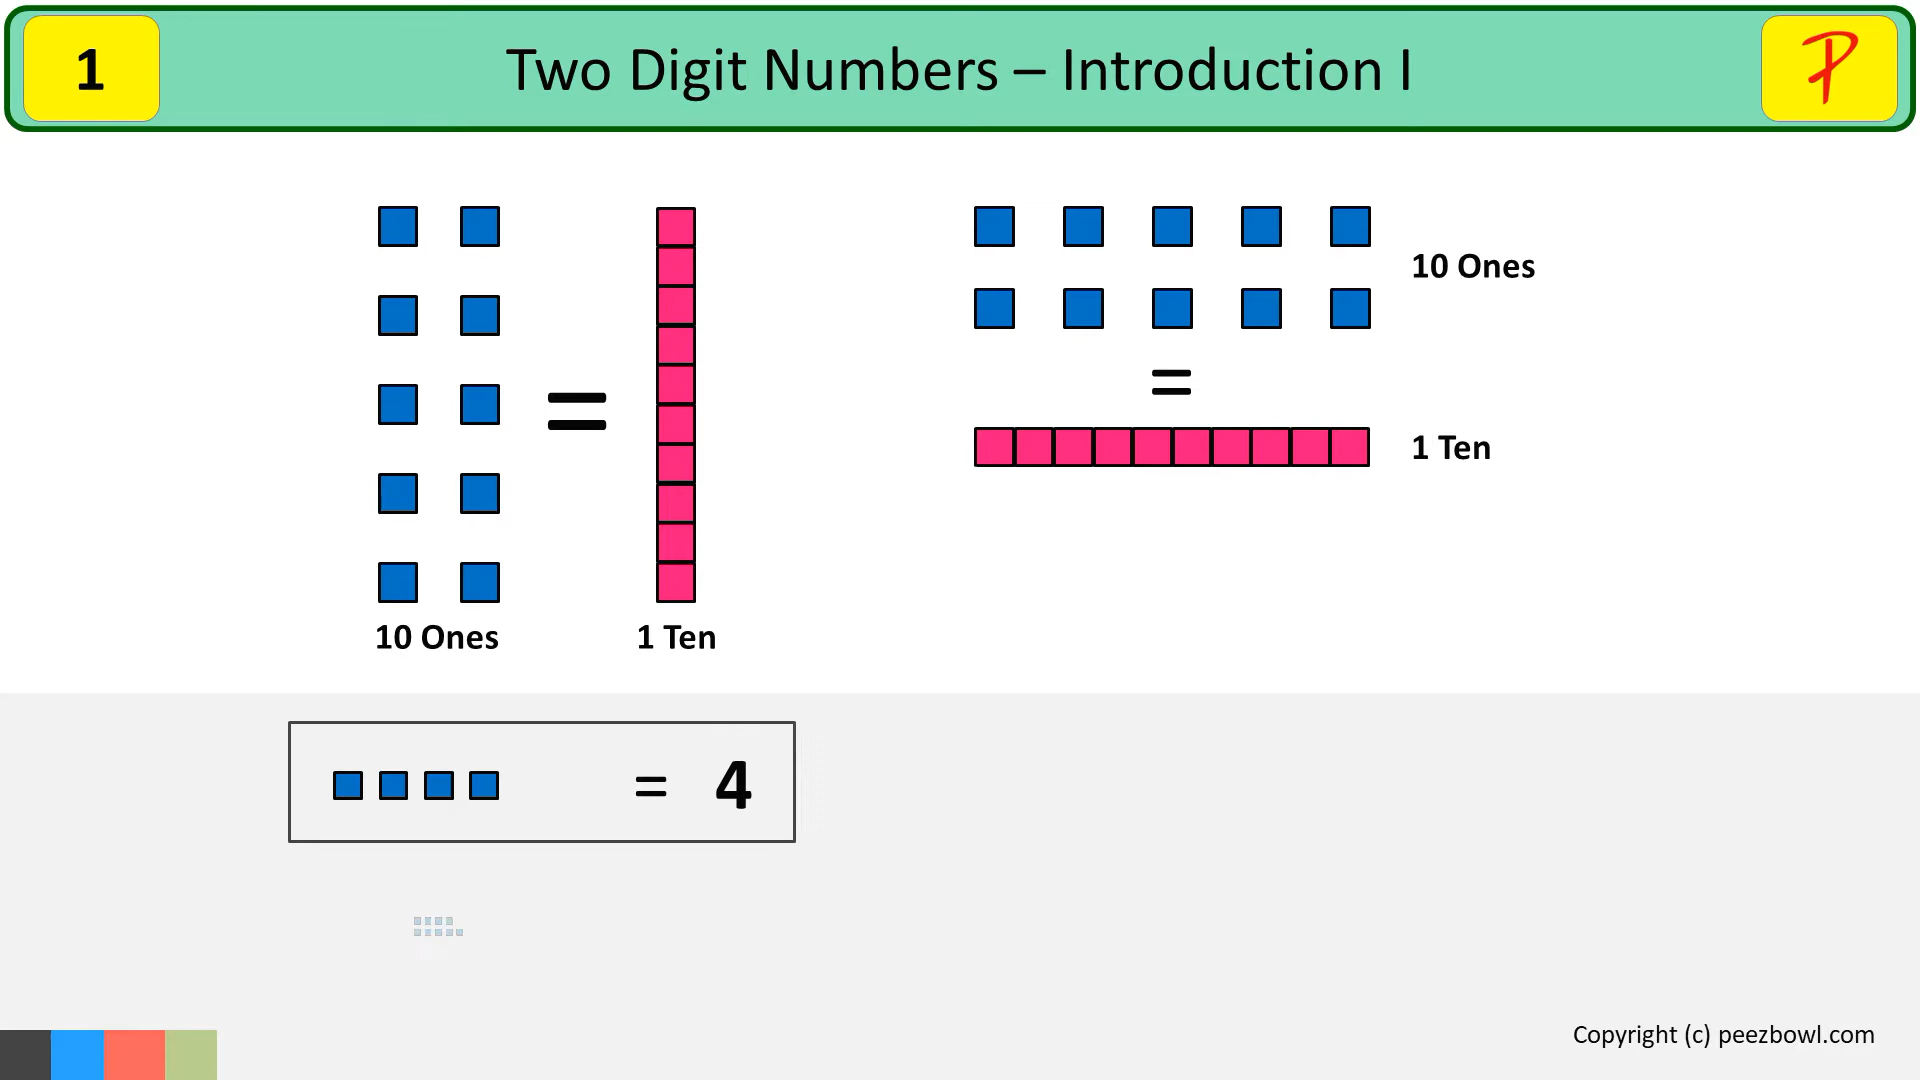 1
Two Digit Numbers – Introduction I
P
10 Ones
=
=
1 Ten
10 Ones
1 Ten
= 4
Copyright (c) peezbowl.com